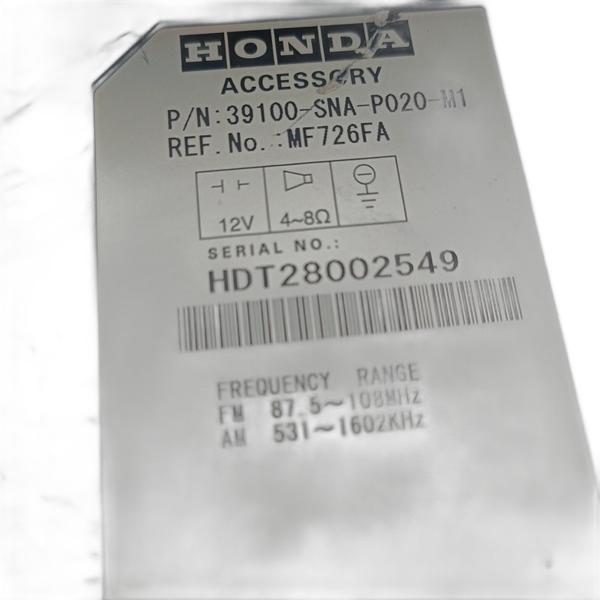 HONDA
ACCESSORY
P/N:39100-SNA-P020-M1
REF.No.:MF726FA
12V 4~8Ω
SERIAL NO.:
HDT28002549
FREQUENCY RANGE
FM 87.5~108MHz
AM 531~1602KHz